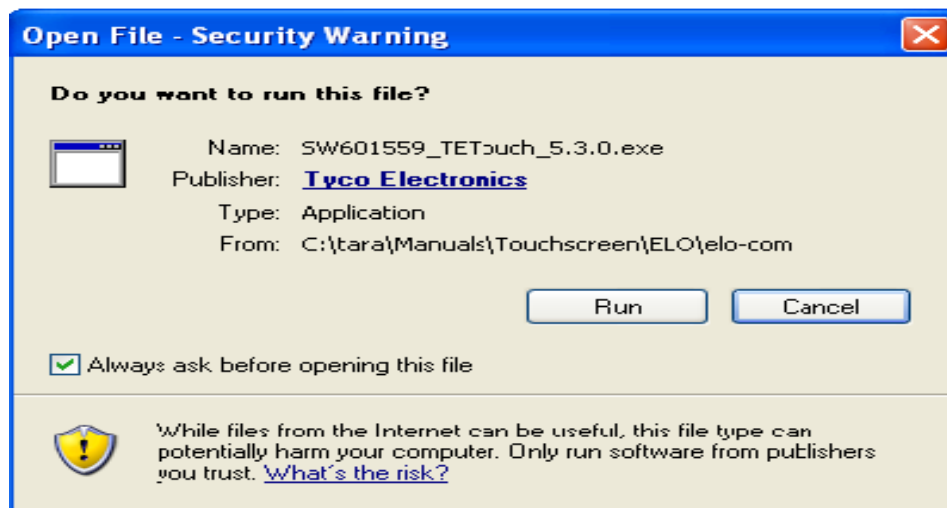 Open File - Security Warning
Do you want to run this file?
Name: SW601559_TETouch_5.3.0.exe
Publisher: Tyco Electronics
Type: Application
From: C:\tara\Manuals\Touchscreen\ELO\elo-com
Run Cancel
Always ask before opening this file
While files from the Internet can be useful, this file type can
potentially harm your computer. Only run software from publishers
you trust. What's the risk?